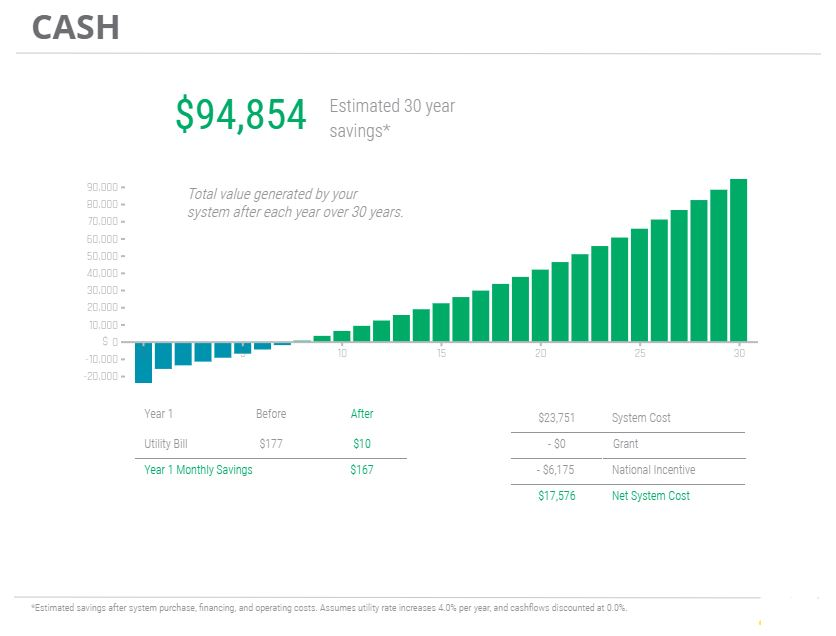 CASH
$94,854
Estimated 30 year
savings*
Total value generated by your
system after each year over 30 years.
90,000
80,000
70,000
60,000
50,000
40,000
30,000
20,000
10,000
$ 0
-10,000
-20,000
10 15 20 25 30
Year 1 Before After
Utility Bill $177 $10
Year 1 Monthly Savings $167
$23,751 System Cost
- $0 Grant
- $6,175 National Incentive
$17,576 Net System Cost
*Estimated savings after system purchase, financing, and operating costs. Assumes utility rate increases 4.0% per year, and cashflows discounted at 0.0%.